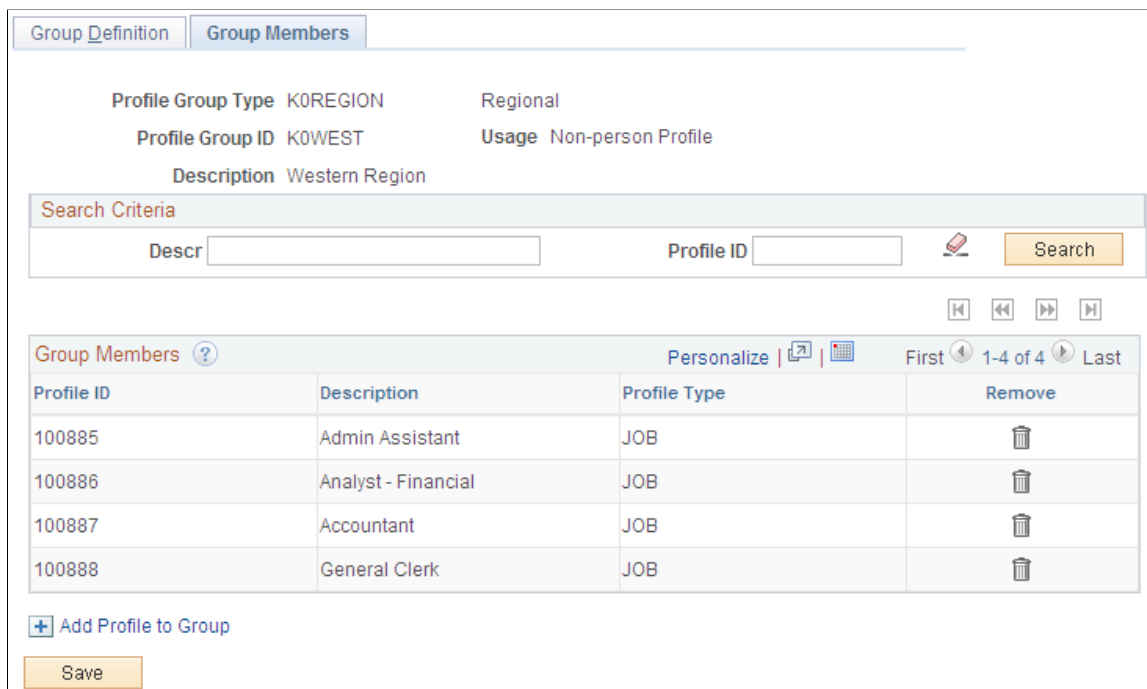 Group Definition Group Members
Profile Group Type K0REGION Regional
Profile Group ID K0WEST Usage Non-person Profile
Description Western Region
Search Criteria
Descr Profile ID Search
Group Members ? Personalize | | First 1-4 of 4 Last
Profile ID Description Profile Type Remove
100885 Admin Assistant JOB
100886 Analyst - Financial JOB
100887 Accountant JOB
100888 General Clerk JOB
Add Profile to Group
Save